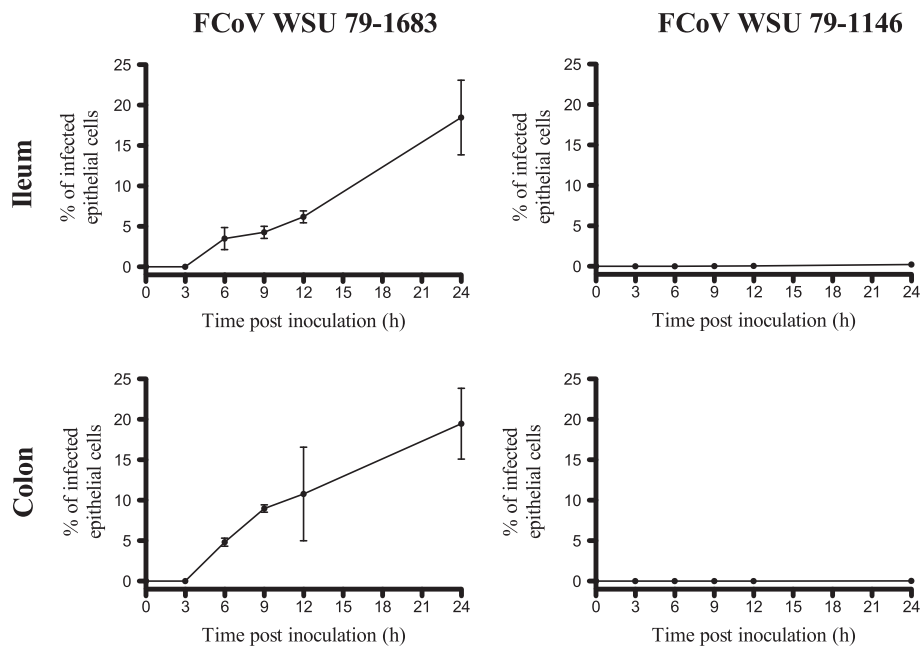 FCoV WSU 79-1683
FCoV WSU 79-1146
Ileum
% of infected
epithelial cells
25
20
15
10
5
0
0 3 6 9 12 15 18 21 24
Time post inoculation (h)
% of infected
epithelial cells
25
20
15
10
5
0
0 3 6 9 12 15 18 21 24
Time post inoculation (h)
Colon
% of infected
epithelial cells
25
20
15
10
5
0
0 3 6 9 12 15 18 21 24
Time post inoculation (h)
% of infected
epithelial cells
25
20
15
10
5
0
0 3 6 9 12 15 18 21 24
Time post inoculation (h)